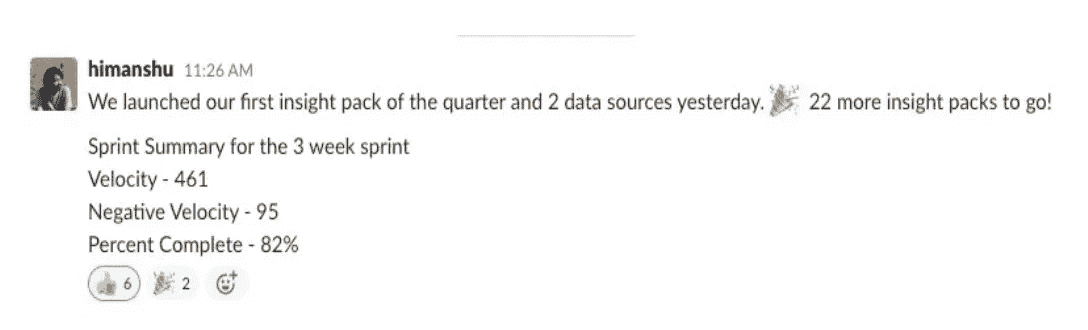 himanshu 11:26 AM
We launched our first insight pack of the quarter and 2 data sources yesterday. 🎉 22 more insight packs to go!
Sprint Summary for the 3 week sprint
Velocity - 461
Negative Velocity - 95
Percent Complete - 82%
👍 6 🎉 2